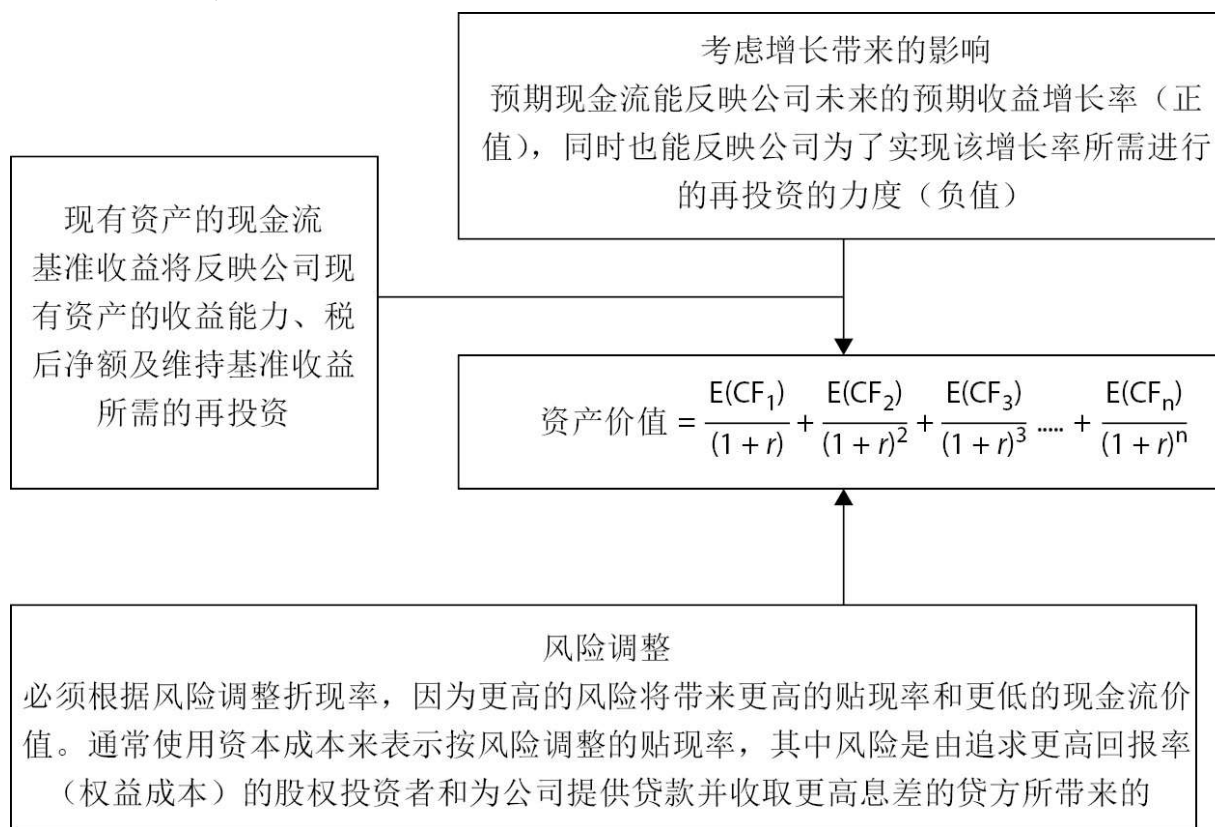 考虑增长带来的影响
预期现金流能反映公司未来的预期收益增长率（正
值），同时也能反映公司为了实现该增长率所需进行
的再投资的力度（负值）
现有资产的现金流
基准收益将反映公司现
有资产的收益能力、税
后净额及维持基准收益
所需的再投资
资产价值 = E(CF₁)/(1 + r) + E(CF₂)/(1 + r)² + E(CF₃)/(1 + r)³ ..... + E(CFₙ)/(1 + r)ⁿ
风险调整
必须根据风险调整折现率，因为更高的风险将带来更高的贴现率和更低的现金流价
值。通常使用资本成本来表示按风险调整的贴现率，其中风险是由追求更高回报率
（权益成本）的股权投资者和为公司提供贷款并收取更高息差的贷方所带来的